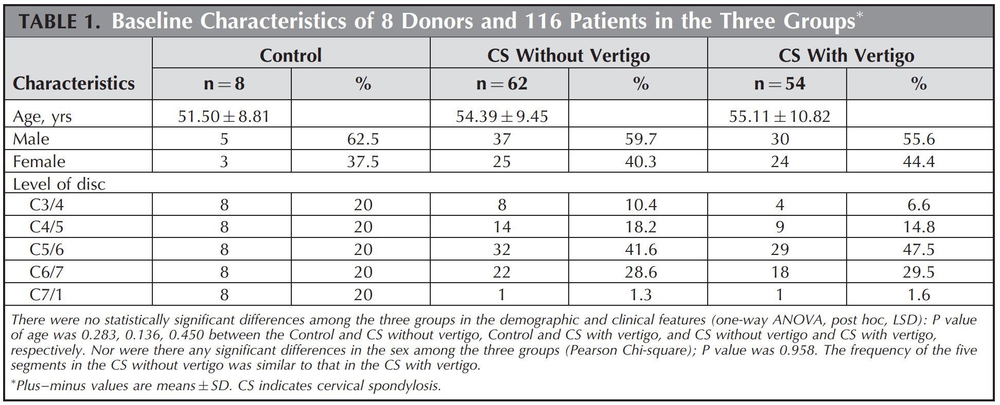 TABLE 1. Baseline Characteristics of 8 Donors and 116 Patients in the Three Groups*
Control CS Without Vertigo CS With Vertigo
Characteristics n = 8 % n = 62 % n = 54 %
Age, yrs 51.50 ± 8.81 54.39 ± 9.45 55.11 ± 10.82
Male 5 62.5 37 59.7 30 55.6
Female 3 37.5 25 40.3 24 44.4
Level of disc
C3/4 8 20 8 10.4 4 6.6
C4/5 8 20 14 18.2 9 14.8
C5/6 8 20 32 41.6 29 47.5
C6/7 8 20 22 28.6 18 29.5
C7/1 8 20 1 1.3 1 1.6
There were no statistically significant differences among the three groups in the demographic and clinical features (one-way ANOVA, post hoc, LSD): P value
of age was 0.283, 0.136, 0.450 between the Control and CS without vertigo, Control and CS with vertigo, and CS without vertigo and CS with vertigo,
respectively. Nor were there any significant differences in the sex among the three groups (Pearson Chi-square); P value was 0.958. The frequency of the five
segments in the CS without vertigo was similar to that in the CS with vertigo.
*Plus–minus values are means ± SD. CS indicates cervical spondylosis.